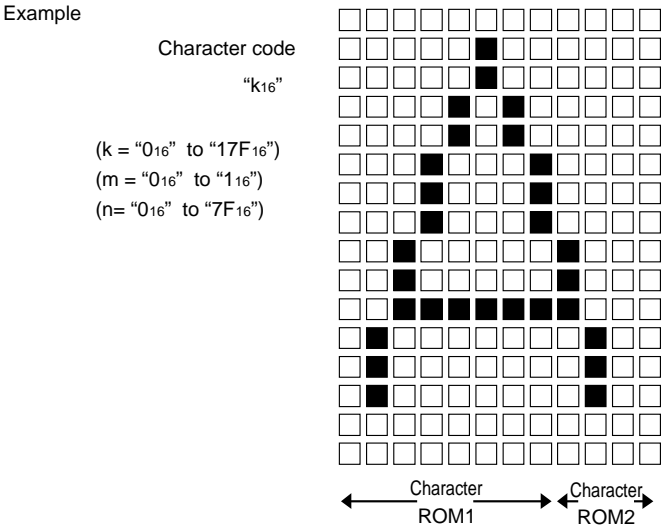 Example
Character code
“k16”
(k = “016” to “17F16”)
(m = “016” to “116”)
(n= “016” to “7F16”)
Character Character
ROM1 ROM2